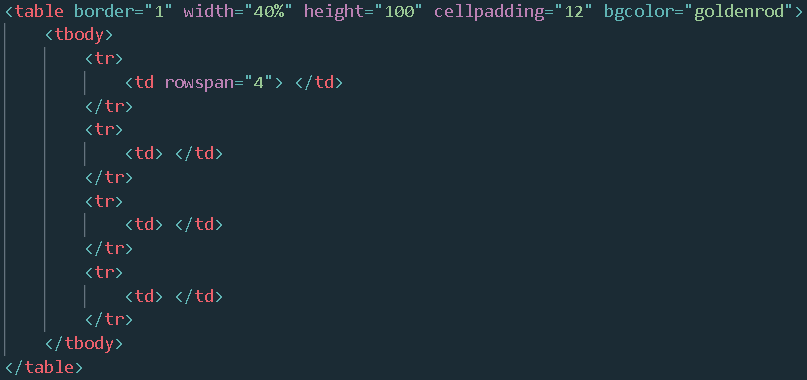 <table border="1" width="40%" height="100" cellpadding="12" bgcolor="goldenrod">
<tbody>
<tr>
<td rowspan="4"> </td>
</tr>
<tr>
<td> </td>
</tr>
<tr>
<td> </td>
</tr>
<tr>
<td> </td>
</tr>
</tbody>
</table>